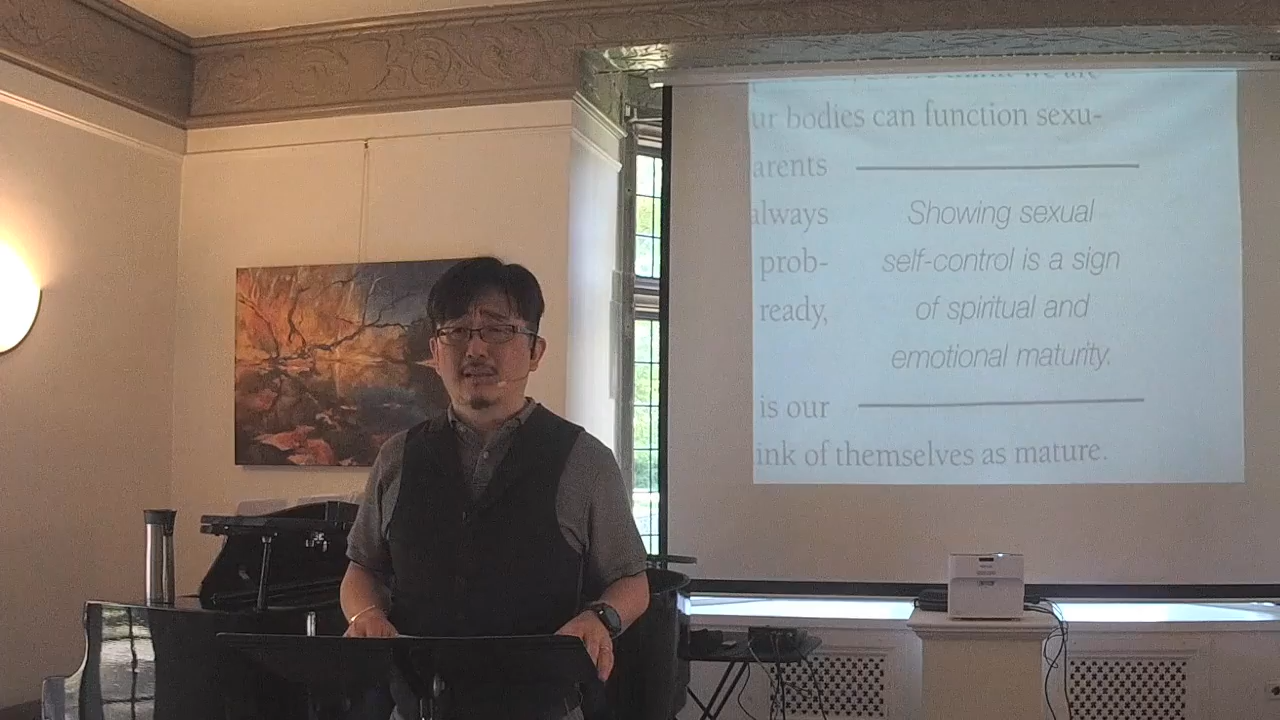 ur bodies can function sexu-
arents
always
prob-
ready,
is our
ink of themselves as mature.
Showing sexual
self-control is a sign
of spiritual and
emotional maturity.